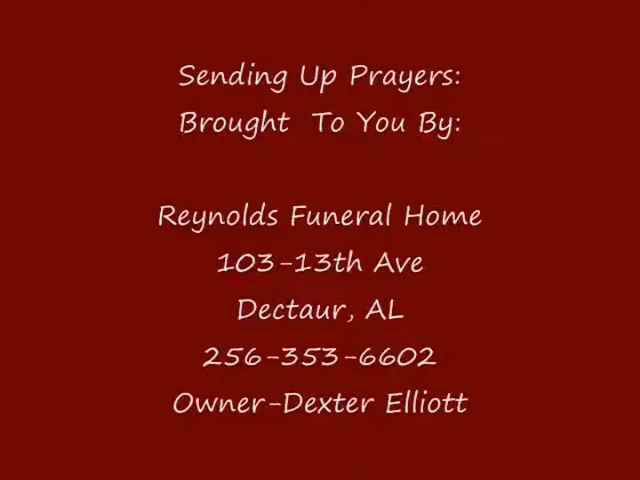 Sending Up Prayers:
Brought To You By:
Reynolds Funeral Home
103-13th Ave
Dectaur, AL
256-353-6602
Owner-Dexter Elliott